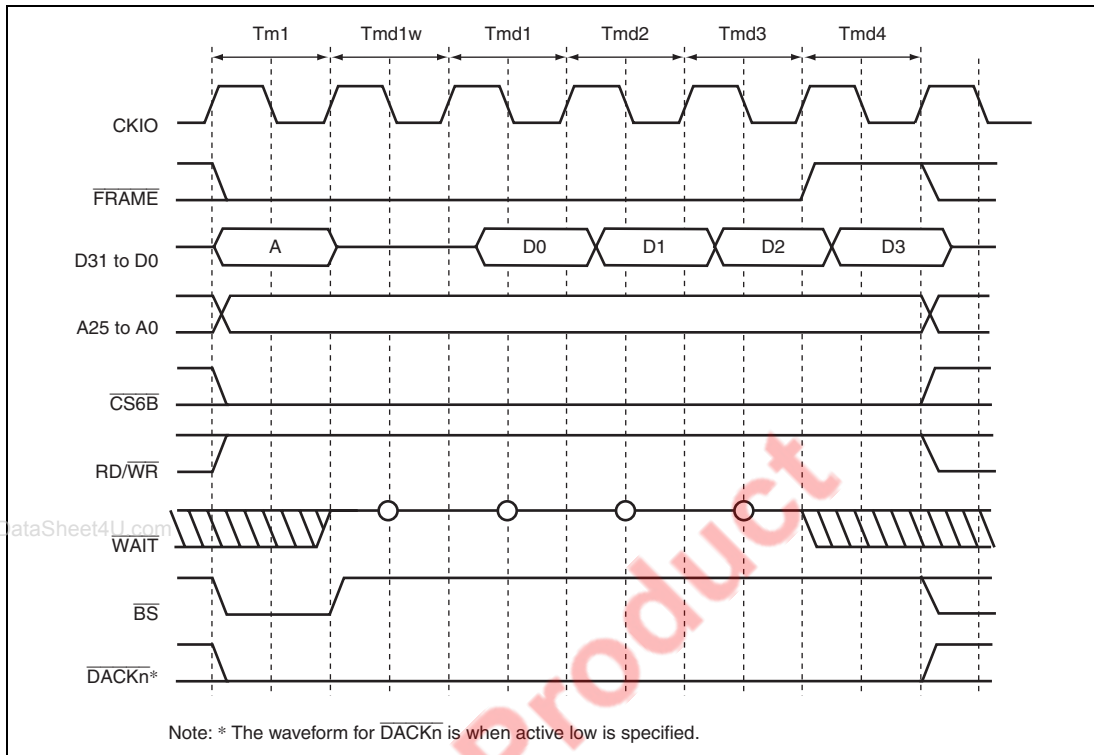 Tm1 Tmd1w Tmd1 Tmd2 Tmd3 Tmd4
CKIO
FRAME
A D0 D1 D2 D3
D31 to D0
A25 to A0
CS6B
RD/WR
DataSheet4U.com
WAIT
BS
DACKn*
Product
Note: * The waveform for DACKn is when active low is specified.